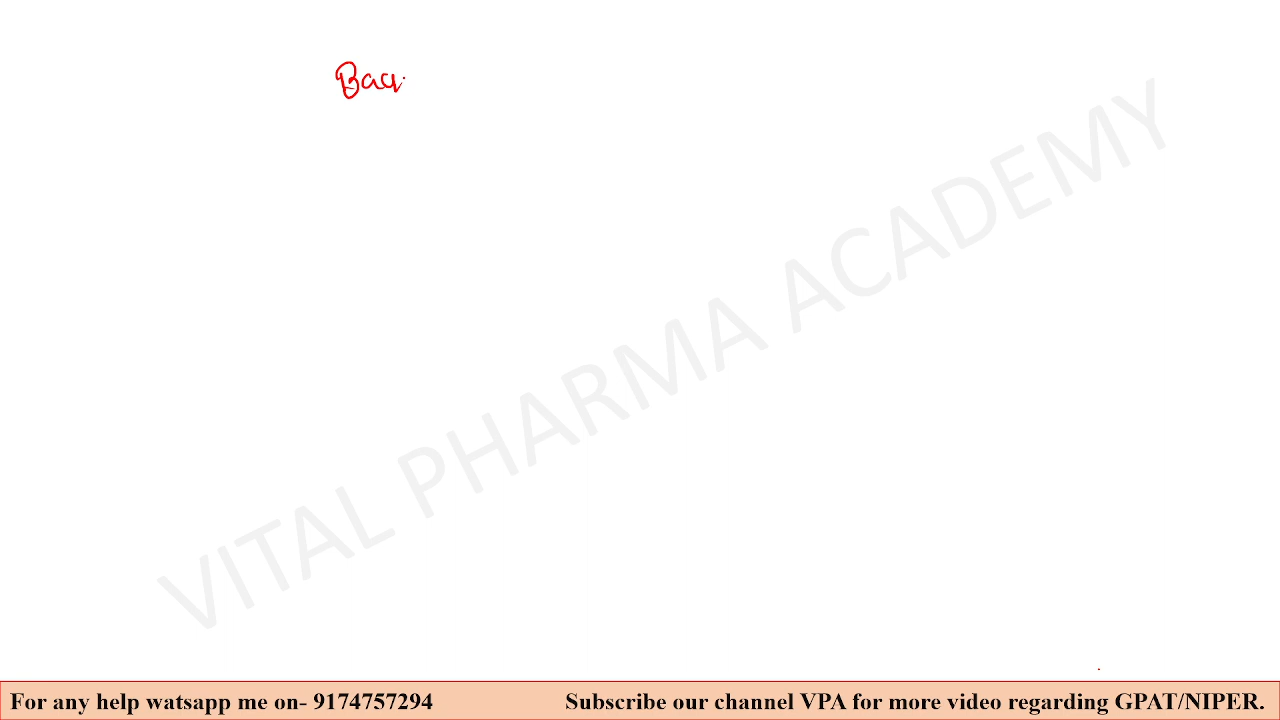 VITAL PHARMA ACADEMY
For any help watsapp me on- 9174757294 Subscribe our channel VPA for more video regarding GPAT/NIPER.